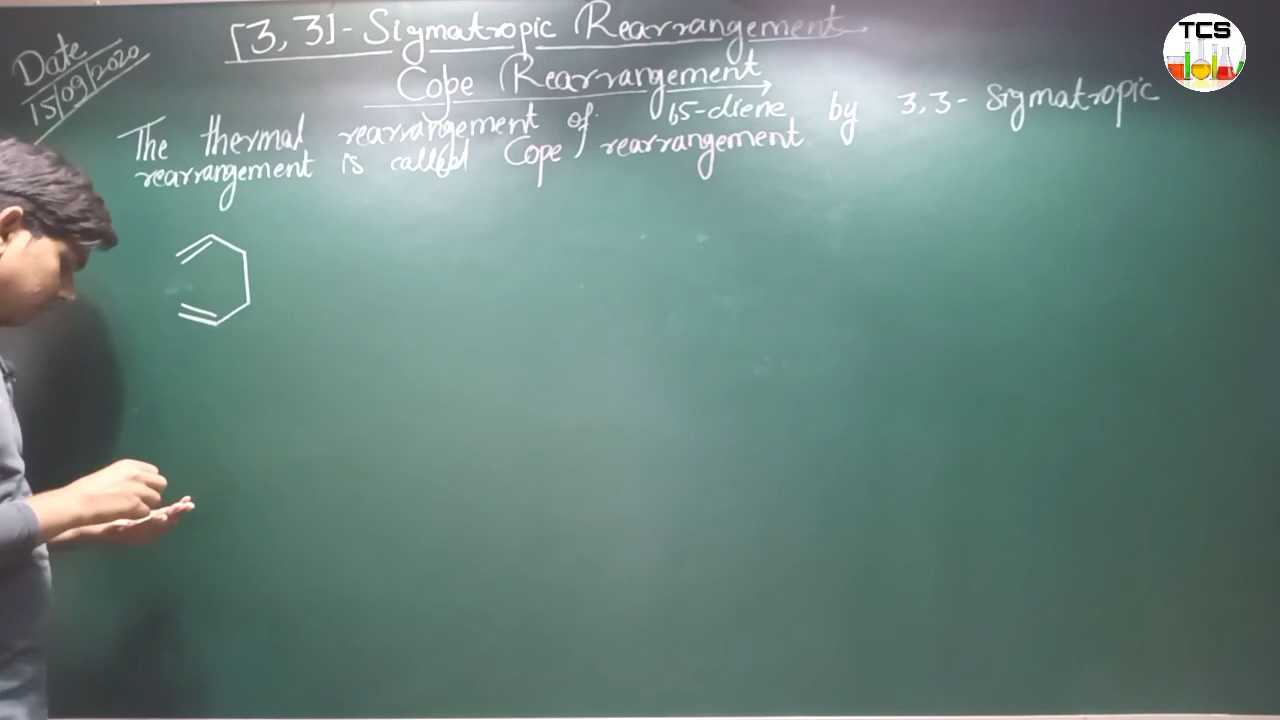 Date
15/09/2020
[3,3]-Sigmatropic Rearrangement
Cope Rearrangement
The thermal rearrangement of 1,5-diene by 3,3-Sigmatropic
rearrangement is called Cope rearrangement
TCS